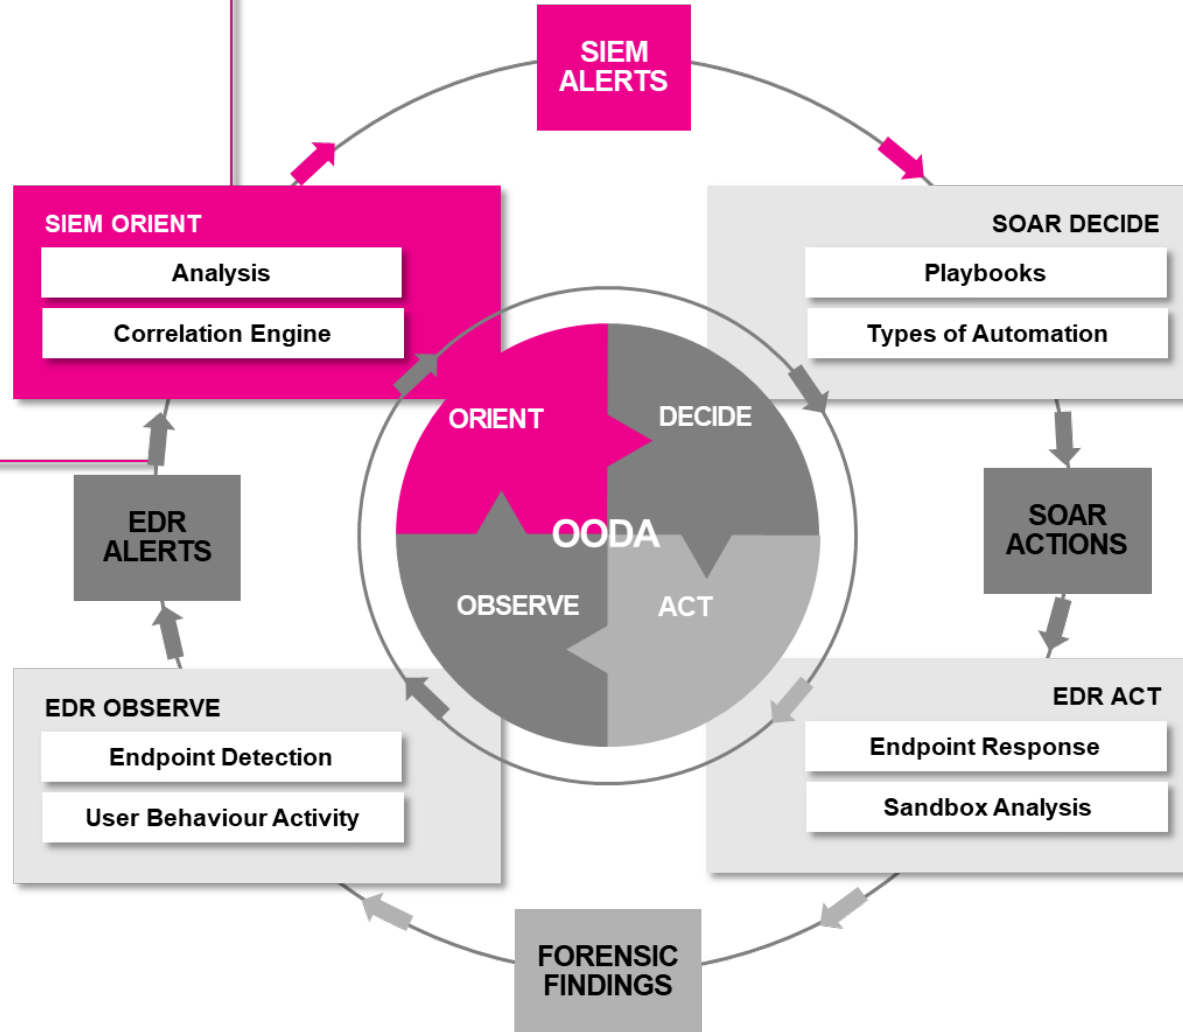 SIEM
ALERTS
SIEM ORIENT
Analysis
Correlation Engine
SOAR DECIDE
Playbooks
Types of Automation
ORIENT
DECIDE
EDR
ALERTS
OODA
SOAR
ACTIONS
OBSERVE
ACT
EDR OBSERVE
Endpoint Detection
User Behaviour Activity
EDR ACT
Endpoint Response
Sandbox Analysis
FORENSIC
FINDINGS